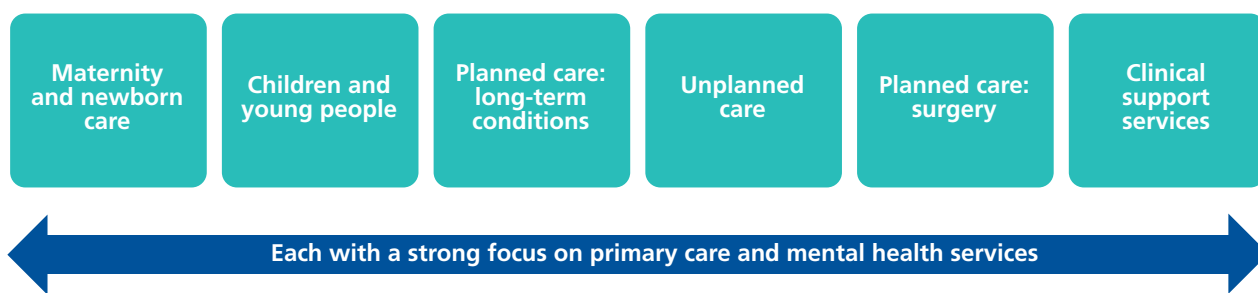 Maternity
and newborn
care
Children and
young people
Planned care:
long-term
conditions
Unplanned
care
Planned care:
surgery
Clinical
support
services
Each with a strong focus on primary care and mental health services